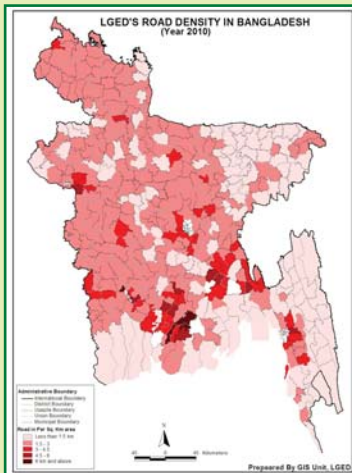 LGED'S ROAD DENSITY IN BANGLADESH
(Year 2010)
Administrative Boundary
International Boundary
District Boundary
Upazila Boundary
Union Boundary
Municipal Boundary
Road in Per Sq. Km area
Less than 1.5 km
1.5 - 3
3 - 4.5
4.5 - 6
6 km and above
N
Kilometers
Preapeared By GIS Unit, LGED